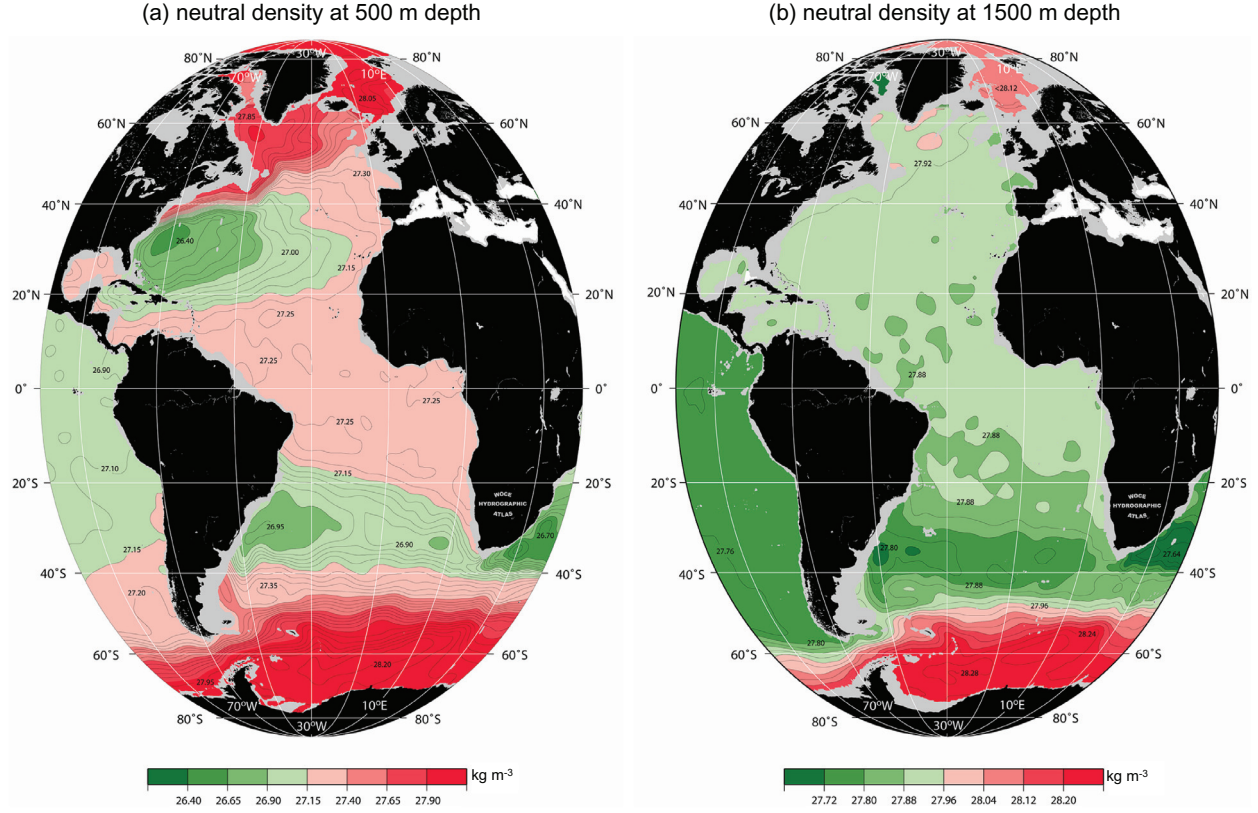 (a) neutral density at 500 m depth
80°N
30°W
80°N
70°W
10°E
28.05
27.85
60°N
60°N
27.30
40°N
40°N
26.40
27.00
27.15
20°N
20°N
27.25
27.25
26.90
0°
0°
27.25
27.25
27.10
27.15
20°S
20°S
WOCE
HYDROGRAPHIC
ATLAS
26.95
26.70
26.90
27.15
40°S
40°S
27.35
27.20
60°S
60°S
28.20
27.95
70°W
10°E
80°S
80°S
30°W
kg m-3
26.40 26.65 26.90 27.15 27.40 27.65 27.90
(b) neutral density at 1500 m depth
80°N
30°W
80°N
70°W
10°E
<28.12
60°N
60°N
27.92
40°N
40°N
20°N
20°N
27.88
0°
0°
27.88
20°S
20°S
27.88
WOCE
HYDROGRAPHIC
ATLAS
27.80
27.76
27.64
40°S
40°S
27.88
27.96
28.24
27.80
60°S
60°S
28.28
70°W
10°E
80°S
80°S
30°W
kg m-3
27.72 27.80 27.88 27.96 28.04 28.12 28.20